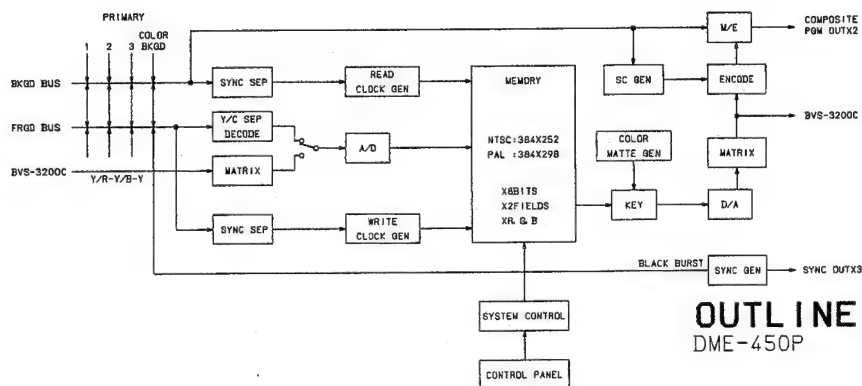 PRIMARY
1 2 3 COLOR BKGD
BKGD BUS
FRGD BUS
BVS-3200C
Y/R-Y/B-Y
SYNC SEP
READ
CLOCK GEN
Y/C SEP
DECODE
A/D
MATRIX
SYNC SEP
WRITE
CLOCK GEN
MEMORY
NTSC:384X252
PAL :384X298
X8BITS
X2FIELDS
XR.G.B
SYSTEM CONTROL
CONTROL PANEL
M/E
COMPOSITE
PGM OUTX2
SC GEN
ENCODE
BVS-3200C
COLOR
MATTE GEN
MATRIX
KEY
D/A
BLACK BURST
SYNC GEN
SYNC OUTX3
OUTLINE
DME-450P